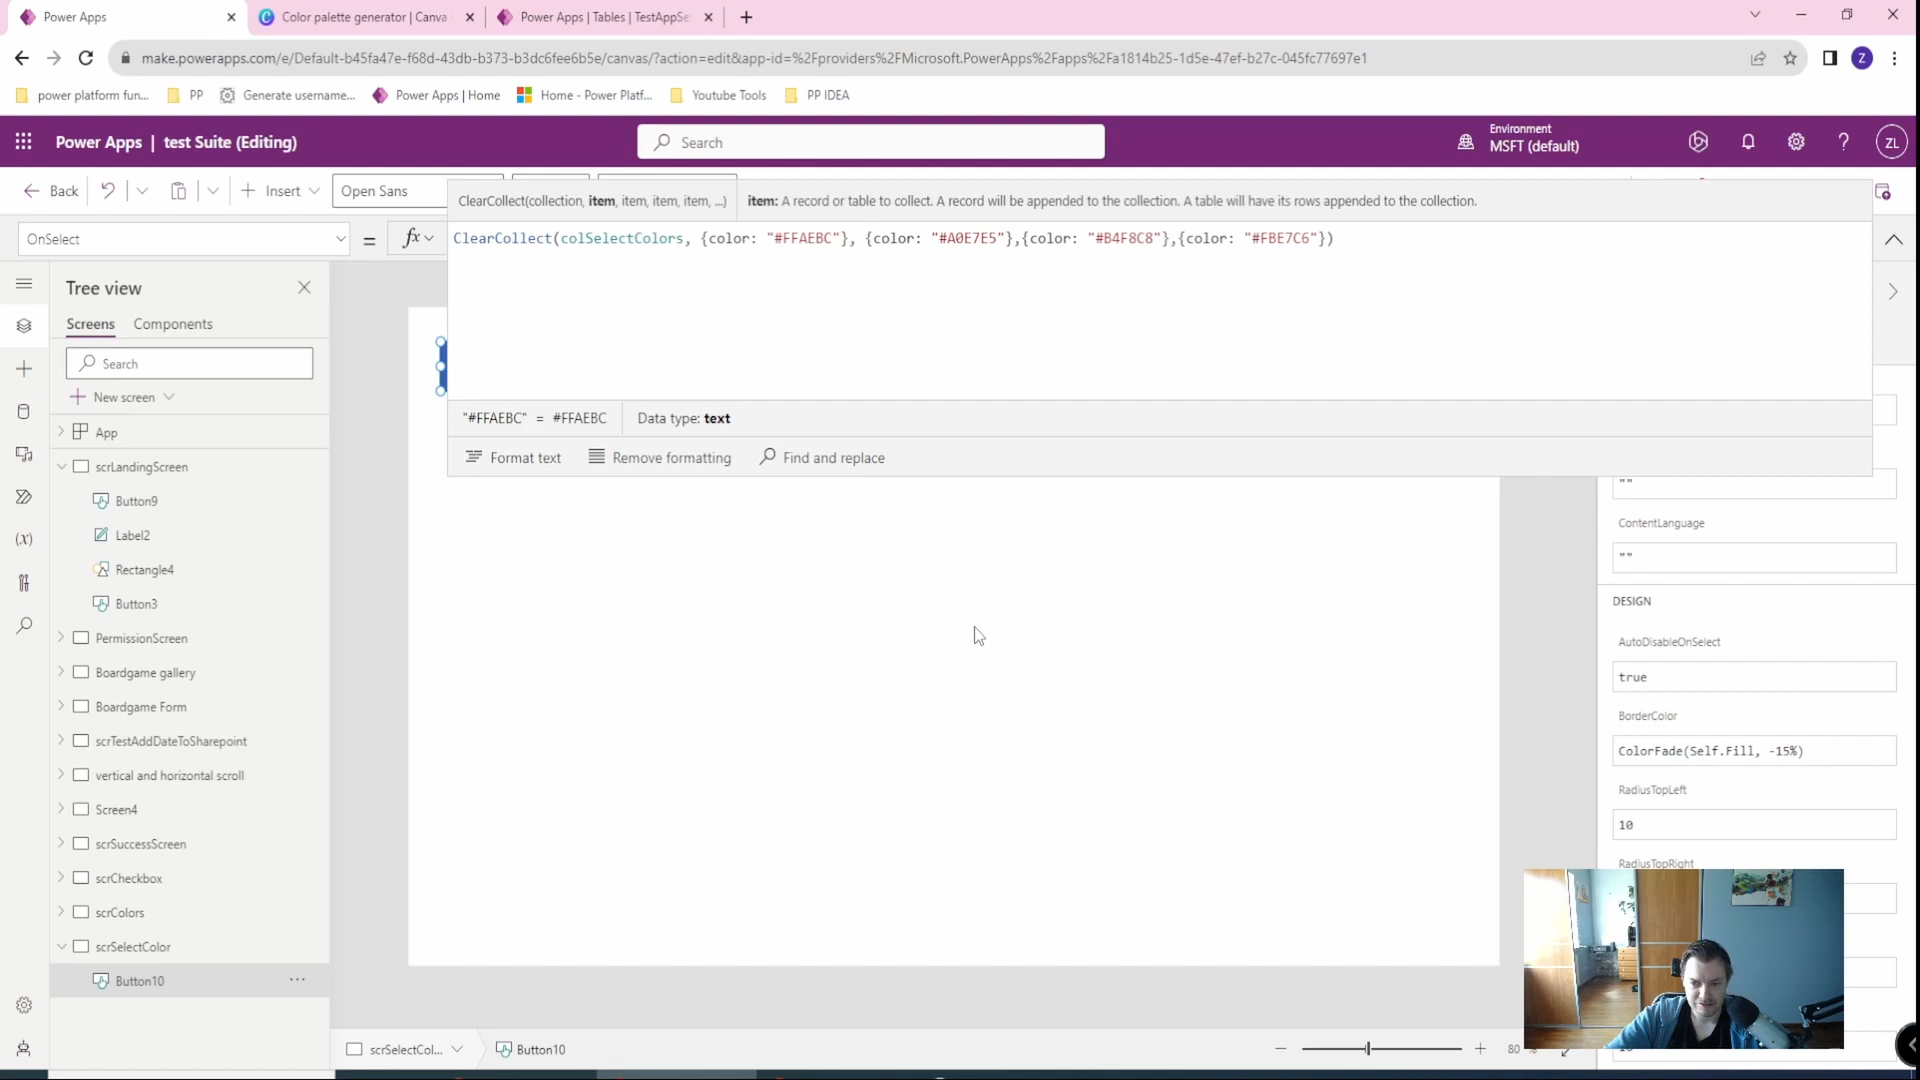 Power Apps
Color palette generator | Canva
Power Apps | Tables | TestAppSe
make.powerapps.com/e/Default-b45fa47e-f68d-43db-b373-b3dc6fee6b5e/canvas/?action=edit&app-id=%2Fproviders%2FMicrosoft.PowerApps%2Fapps%2Fa1814b25-1d5e-47ef-b27c-045fc77697e1
Z
power platform fun...
PP
Generate username...
Power Apps | Home
Home - Power Platf...
Youtube Tools
PP IDEA
Power Apps | test Suite (Editing)
Search
Environment
MSFT (default)
ZL
Back
Insert
Open Sans
ClearCollect(collection, item, item, item, item, ...)
item: A record or table to collect. A record will be appended to the collection. A table will have its rows appended to the collection.
OnSelect
=
fx
ClearCollect(colSelectColors, {color: "#FFAEBC"}, {color: "#A0E7E5"},{color: "#B4F8C8"},{color: "#FBE7C6"})
"#FFAEBC" = #FFAEBC
Data type: text
Format text
Remove formatting
Find and replace
Tree view
Screens
Components
Search
New screen
App
scrLandingScreen
Button9
Label2
Rectangle4
Button3
PermissionScreen
Boardgame gallery
Boardgame Form
scrTestAddDateToSharepoint
vertical and horizontal scroll
Screen4
scrSuccessScreen
scrCheckbox
scrColors
scrSelectColor
Button10
...
""
ContentLanguage
""
DESIGN
AutoDisableOnSelect
true
BorderColor
ColorFade(Self.Fill, -15%)
RadiusTopLeft
10
RadiusTopRight
scrSelectCol...
Button10
80